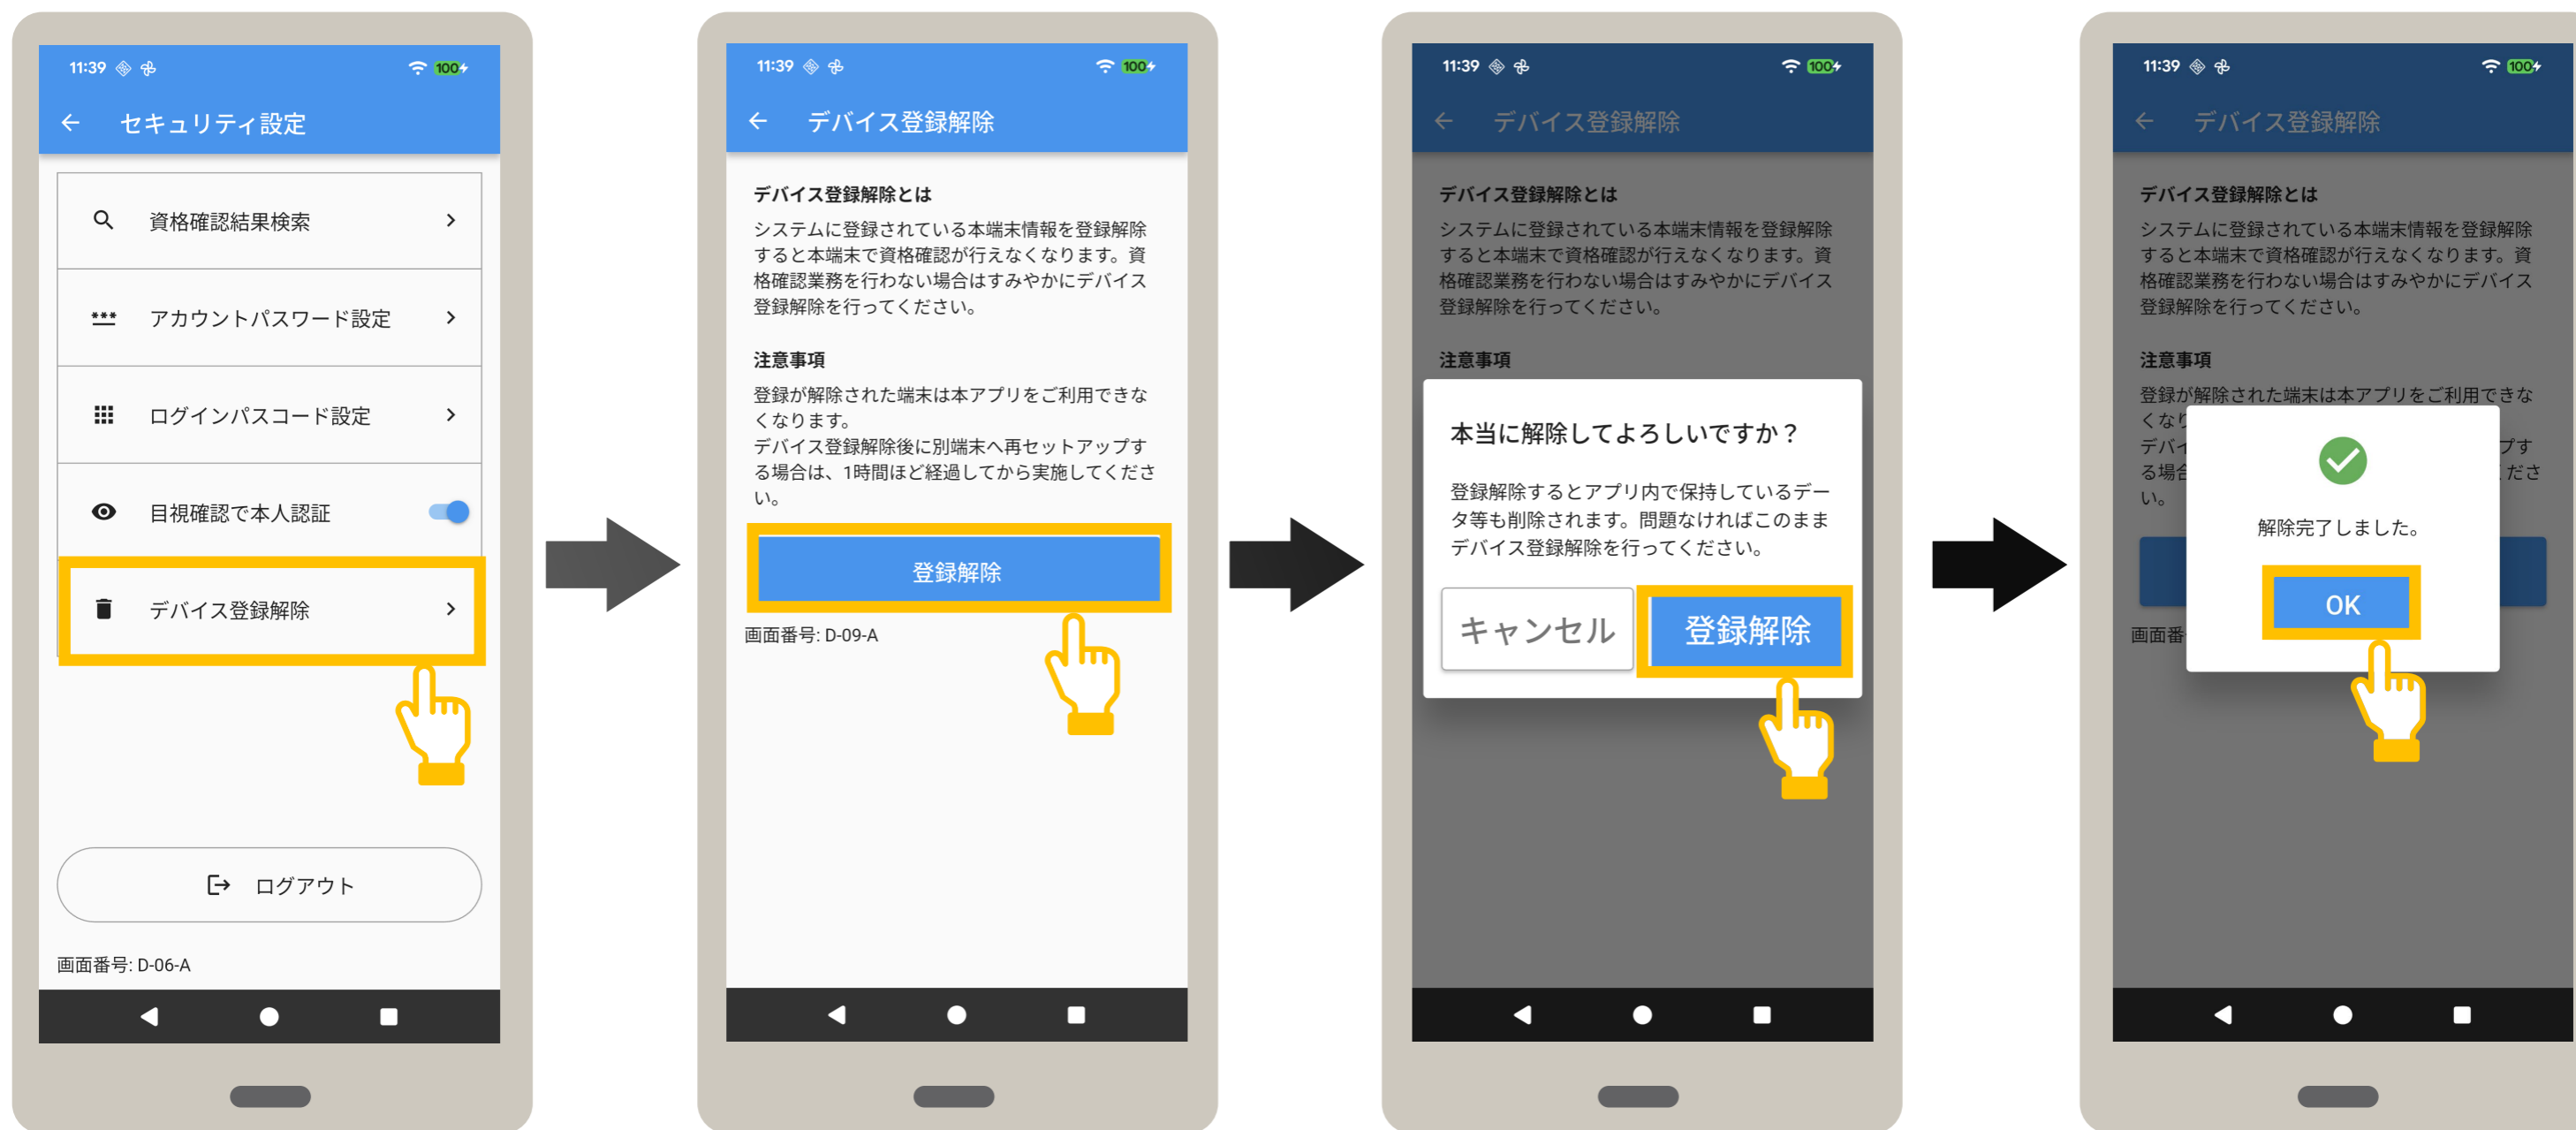 11:39
100
セキュリティ設定
資格確認結果検索
アカウントパスワード設定
ログインパスコード設定
目視確認で本人認証
デバイス登録解除
ログアウト
画面番号: D-06-A
11:39
100
デバイス登録解除
デバイス登録解除とは
システムに登録されている本端末情報を登録解除
すると本端末で資格確認が行えなくなります。資
格確認業務を行わない場合はすみやかにデバイス
登録解除を行ってください。
注意事項
登録が解除された端末は本アプリをご利用できな
くなります。
デバイス登録解除後に別端末へ再セットアップす
る場合は、1時間ほど経過してから実施してくださ
い。
登録解除
画面番号: D-09-A
11:39
100
デバイス登録解除
デバイス登録解除とは
システムに登録されている本端末情報を登録解除
すると本端末で資格確認が行えなくなります。資
格確認業務を行わない場合はすみやかにデバイス
登録解除を行ってください。
注意事項
本当に解除してよろしいですか？
登録解除するとアプリ内で保持しているデー
タ等も削除されます。問題なければこのまま
デバイス登録解除を行ってください。
キャンセル
登録解除
11:39
100
デバイス登録解除
デバイス登録解除とは
システムに登録されている本端末情報を登録解除
すると本端末で資格確認が行えなくなります。資
格確認業務を行わない場合はすみやかにデバイス
登録解除を行ってください。
注意事項
登録が解除された端末は本アプリをご利用できな
くなり
デバイ プす
る場合 ださ
い。
解除完了しました。
OK
画面番